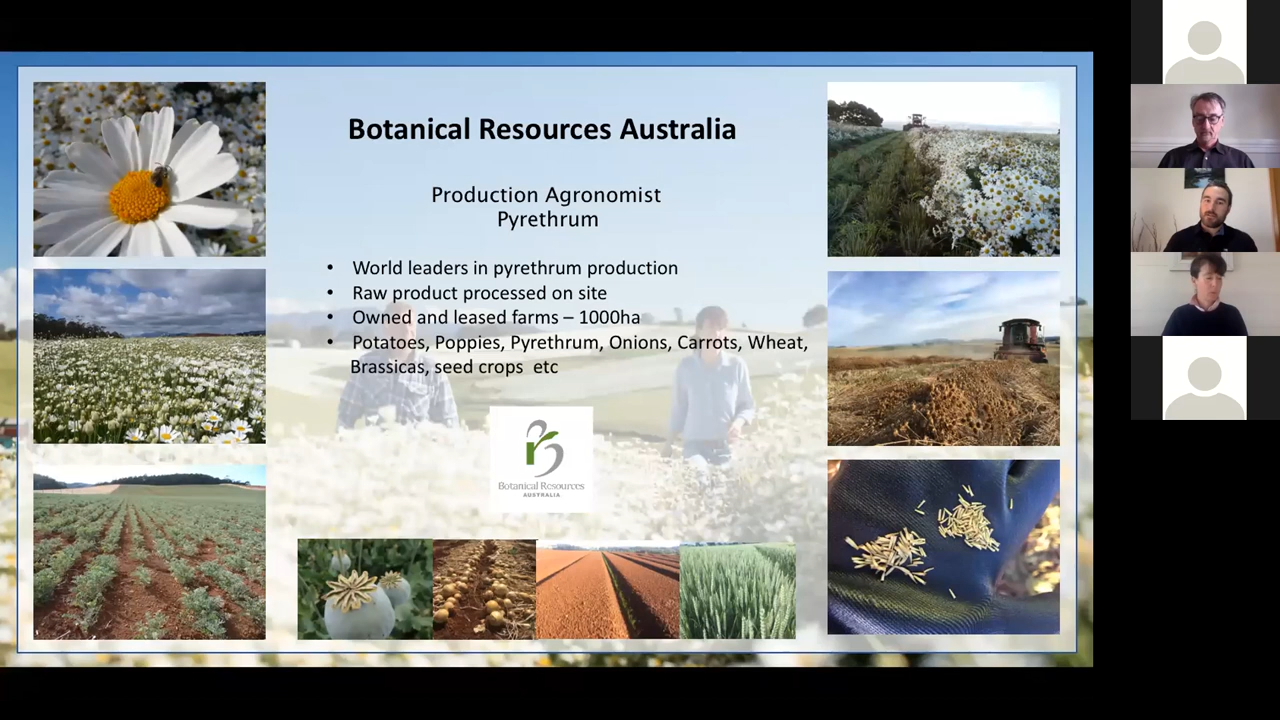 Botanical Resources Australia
Production Agronomist
Pyrethrum
• World leaders in pyrethrum production
• Raw product processed on site
• Owned and leased farms – 1000ha
• Potatoes, Poppies, Pyrethrum, Onions, Carrots, Wheat,
Brassicas, seed crops etc
Botanical Resources
AUSTRALIA